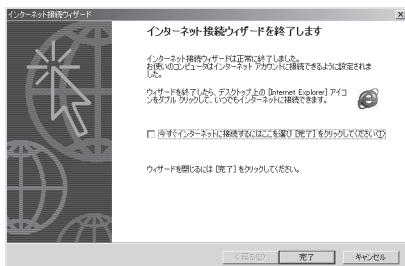 インターネット接続ウィザード
インターネット接続ウィザードを終了します
インターネット接続ウィザードは正常に終了しました。
お使いのコンピュータはインターネット アカウントに接続できるように設定されま
した。
ウィザードを終了したら、デスクトップ上の [Internet Explorer] アイコ
ンをダブル クリックして、いつでもインターネットに接続できます。
今すぐインターネットに接続するにはここを選び [完了] をクリックしてください(I)
ウィザードを閉じるには [完了] をクリックしてください。
< 戻る(B) 完了 キャンセル